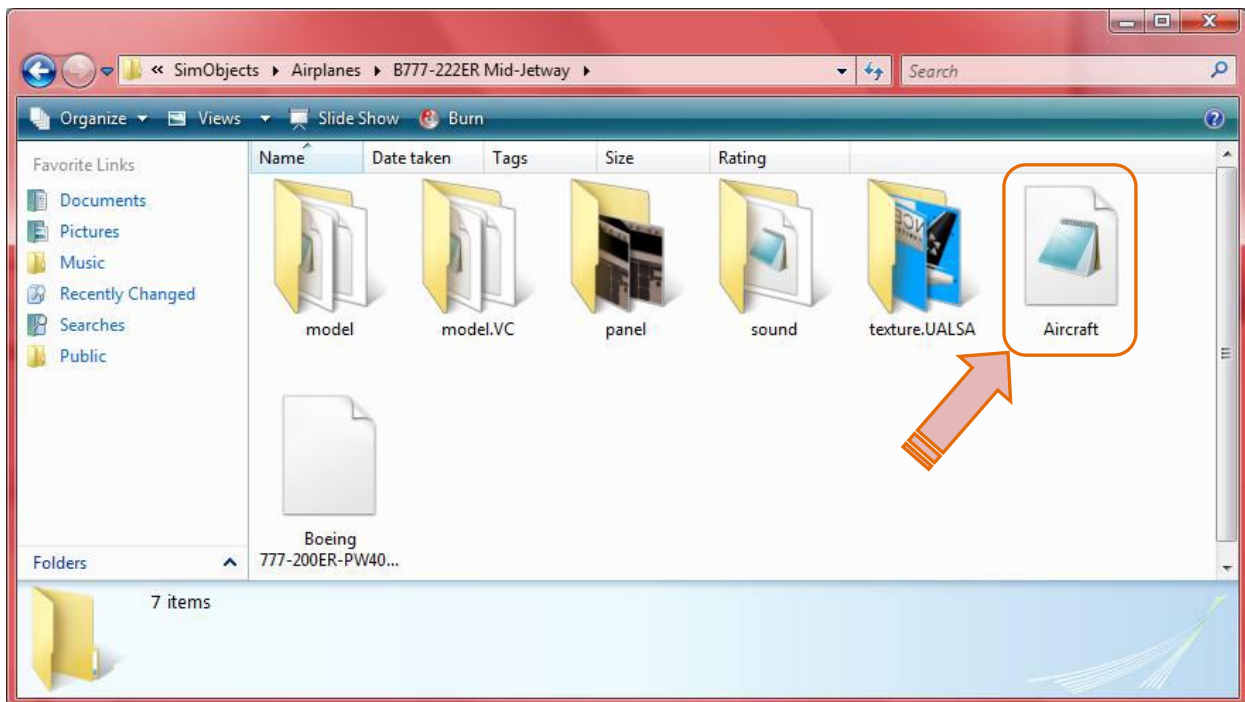 « SimObjects ▸ Airplanes ▸ B777-222ER Mid-Jetway ▸ Search
Organize Views Slide Show Burn
Favorite Links
Documents
Pictures
Music
Recently Changed
Searches
Public
Folders
Name Date taken Tags Size Rating
model model.VC panel sound texture.UALSA Aircraft
Boeing
777-200ER-PW40...
7 items